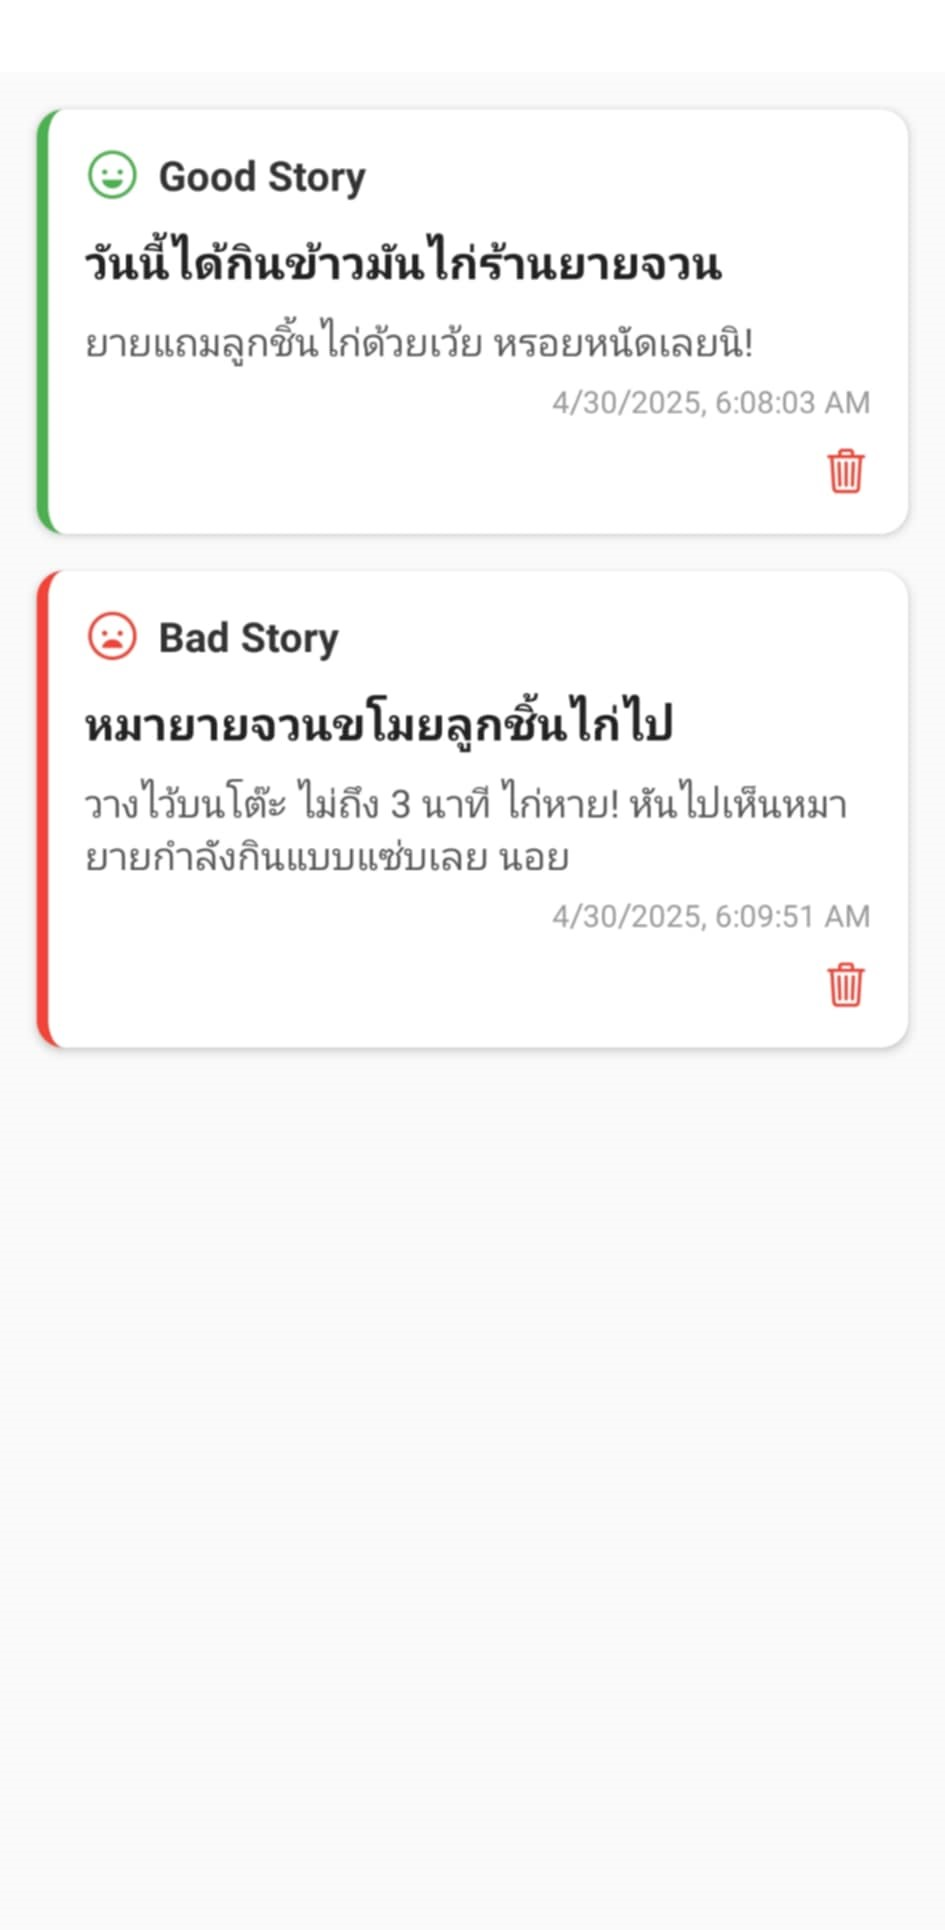 Good Story
วันนี้ได้กินข้าวมันไก่ร้านยายจวน
ยายแถมลูกชิ้นไก่ด้วยเว้ย หรอยหนัดเลยนิ!
4/30/2025, 6:08:03 AM
Bad Story
หมายายจวนขโมยลูกชิ้นไก่ไป
วางไว้บนโต๊ะ ไม่ถึง 3 นาที ไก่หาย! หันไปเห็นหมา
ยายกำลังกินแบบแซ่บเลย นอย
4/30/2025, 6:09:51 AM